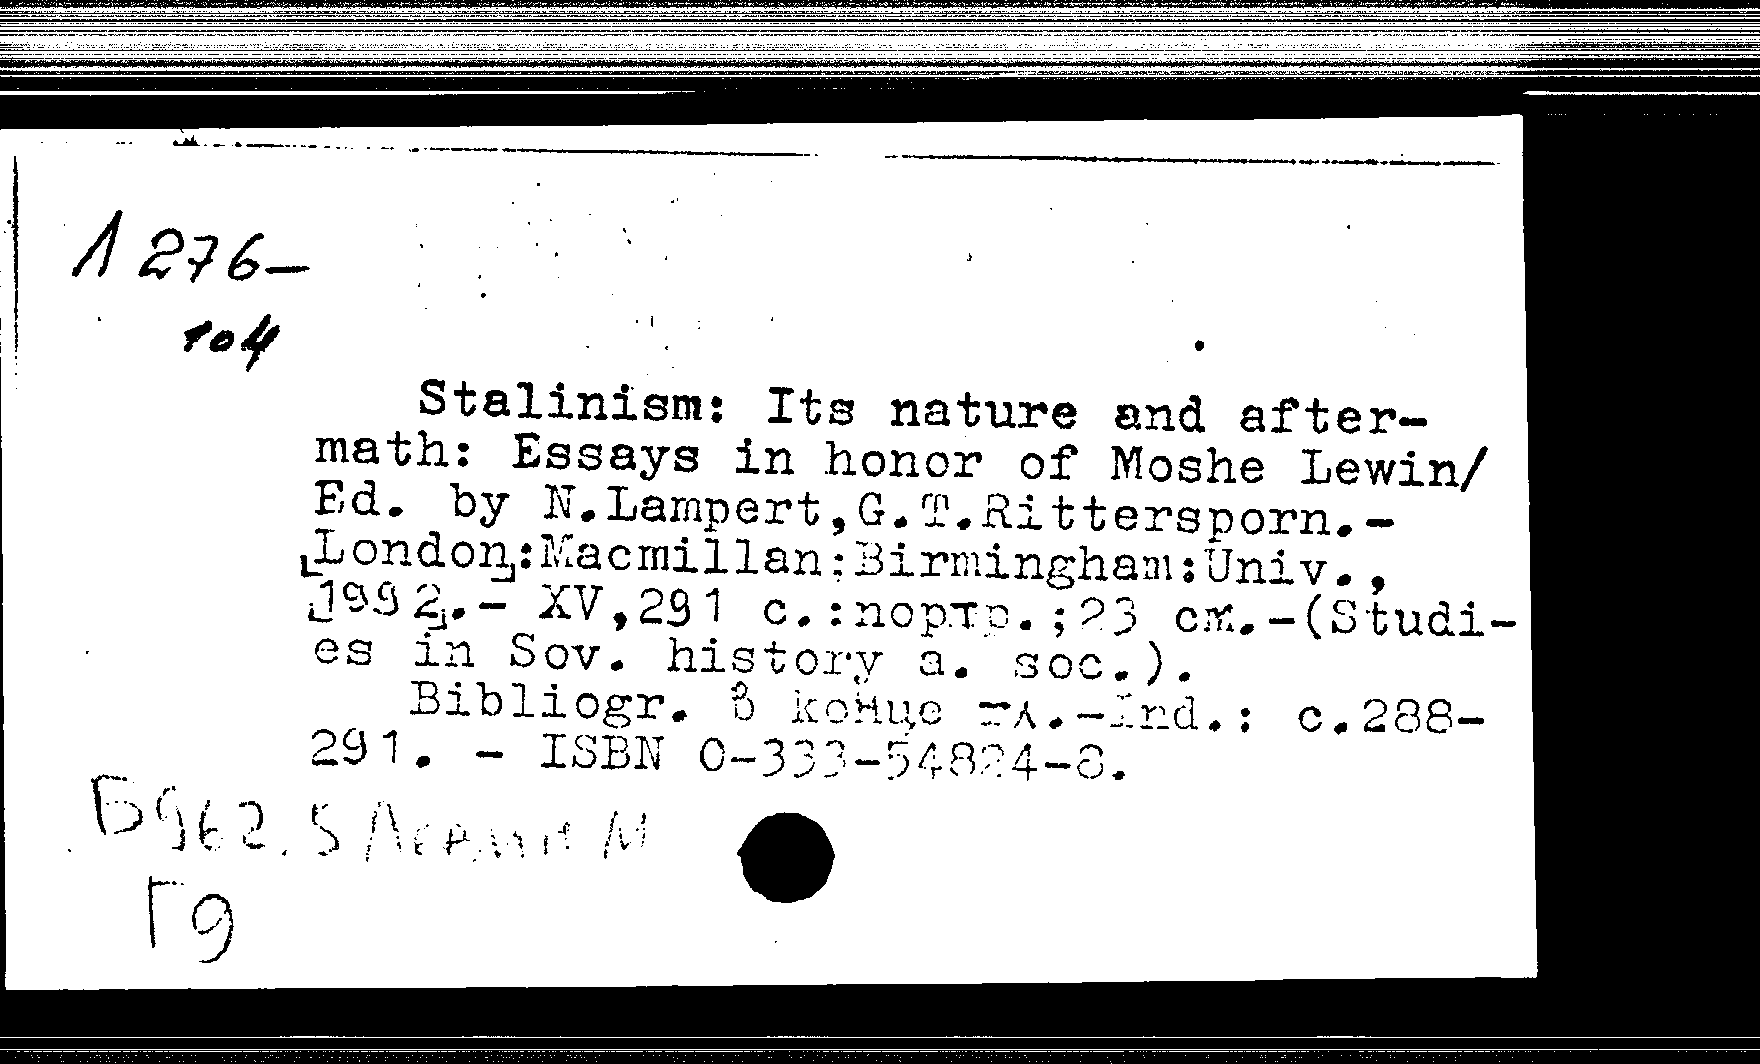 Л 276-
104
Stalinism: Its nature and after-
math: Essays in honor of Moshe Lewin/
Ed. by N.Lampert,G.T.Rittersporn.-
[London]:Macmillan;Birmingham:Univ.,
[1992].- XV,291 с.:портр.;23 см.-(Studi-
es in Sov. history a. soc.).
Bibliogr. в конце гл.-Ind.: с.288-
291. - ISBN 0-333-54824-8.
Б962.5 Левин М
Г9